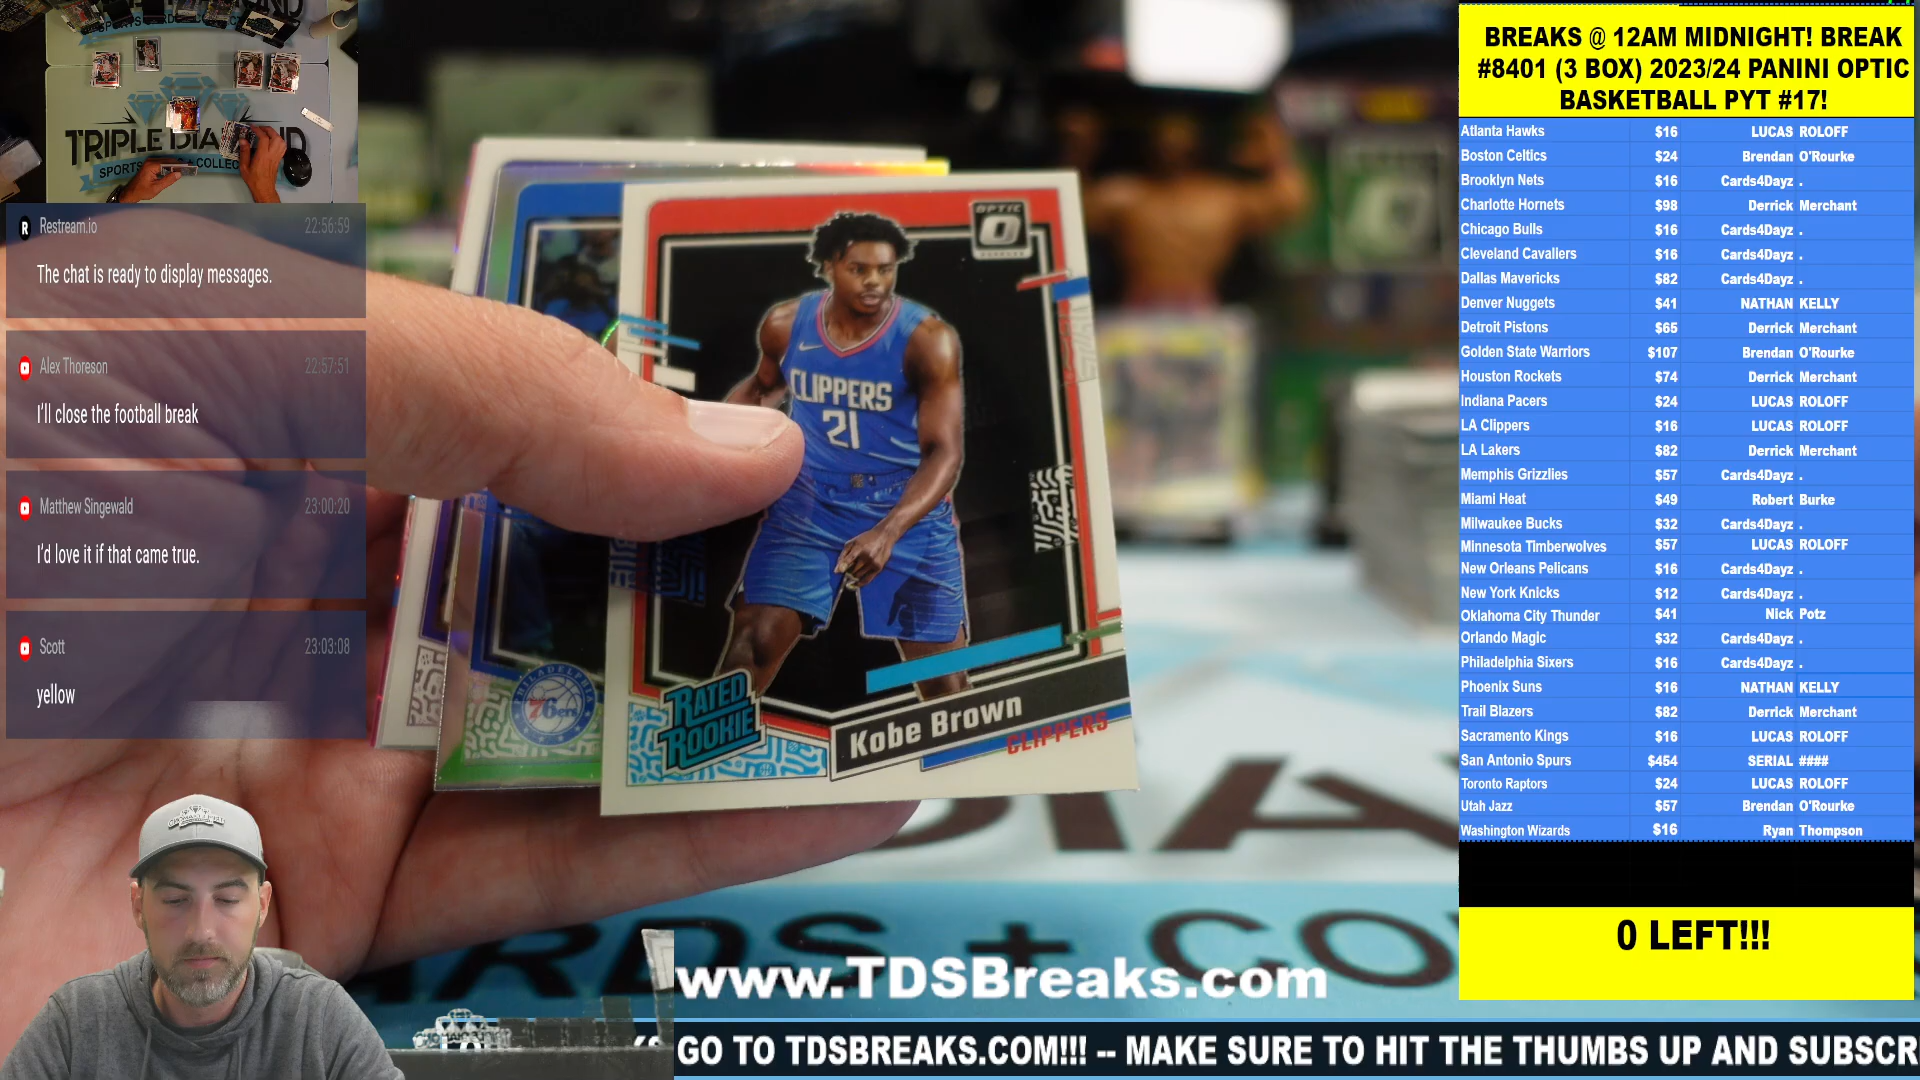 TRIPLE DIAMOND
Restream.io 22:56:59
The chat is ready to display messages.
Alex Thoreson 22:57:51
I'll close the football break
Matthew Singewald 23:00:20
I'd love it if that came true.
Scott 23:03:08
yellow
OPTIC
CLIPPERS
21
RATED
ROOKIE
Kobe Brown
CLIPPERS
PHILADELPHIA
76ers
www.TDSBreaks.com
GO TO TDSBREAKS.COM!!! -- MAKE SURE TO HIT THE THUMBS UP AND SUBSCR
BREAKS @ 12AM MIDNIGHT! BREAK
#8401 (3 BOX) 2023/24 PANINI OPTIC
BASKETBALL PYT #17!
Atlanta Hawks $16 LUCAS ROLOFF
Boston Celtics $24 Brendan O'Rourke
Brooklyn Nets $16 Cards4Dayz .
Charlotte Hornets $98 Derrick Merchant
Chicago Bulls $16 Cards4Dayz .
Cleveland Cavaliers $16 Cards4Dayz .
Dallas Mavericks $82 Cards4Dayz .
Denver Nuggets $41 NATHAN KELLY
Detroit Pistons $65 Derrick Merchant
Golden State Warriors $107 Brendan O'Rourke
Houston Rockets $74 Derrick Merchant
Indiana Pacers $24 LUCAS ROLOFF
LA Clippers $16 LUCAS ROLOFF
LA Lakers $82 Derrick Merchant
Memphis Grizzlies $57 Cards4Dayz .
Miami Heat $49 Robert Burke
Milwaukee Bucks $32 Cards4Dayz .
Minnesota Timberwolves $57 LUCAS ROLOFF
New Orleans Pelicans $16 Cards4Dayz .
New York Knicks $12 Cards4Dayz .
Oklahoma City Thunder $41 Nick Potz
Orlando Magic $32 Cards4Dayz .
Philadelphia Sixers $16 Cards4Dayz .
Phoenix Suns $16 NATHAN KELLY
Trail Blazers $82 Derrick Merchant
Sacramento Kings $16 LUCAS ROLOFF
San Antonio Spurs $454 SERIAL ####
Toronto Raptors $24 LUCAS ROLOFF
Utah Jazz $57 Brendan O'Rourke
Washington Wizards $16 Ryan Thompson
0 LEFT!!!